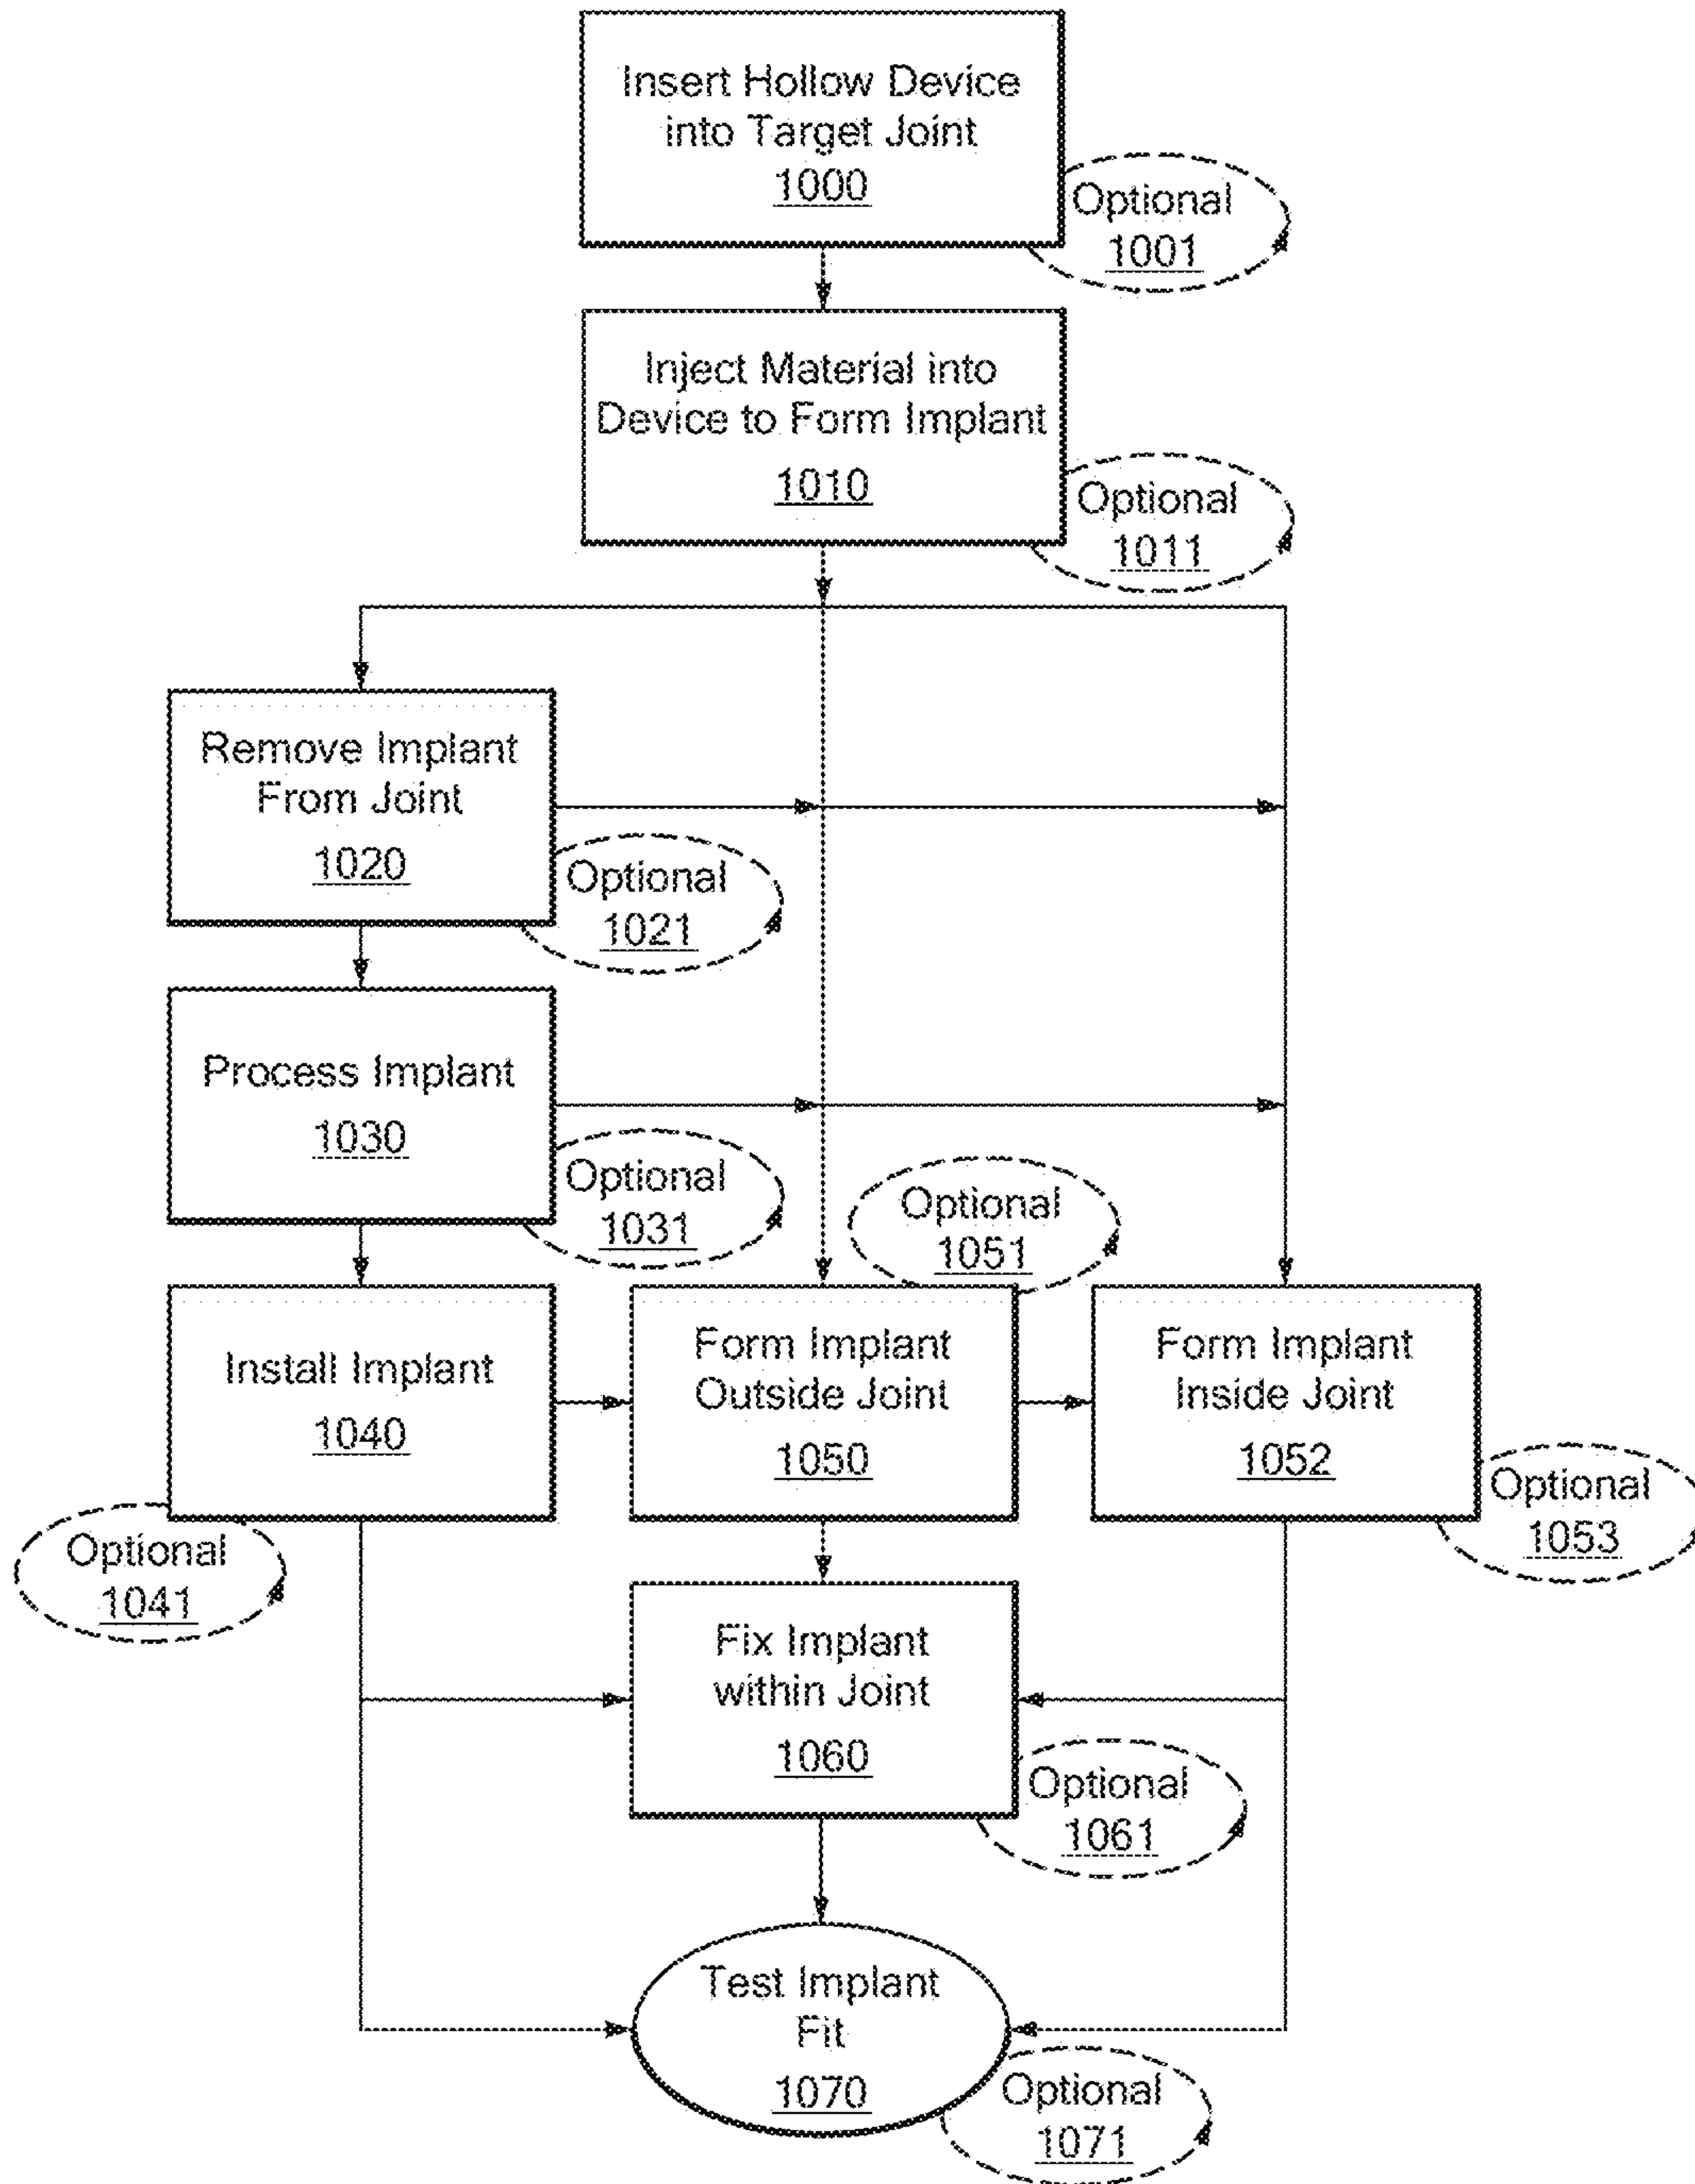 Insert Hollow Device
into Target Joint
1000
Optional
1001
Inject Material into
Device to Form Implant
1010
Optional
1011
Remove Implant
From Joint
1020
Optional
1021
Process Implant
1030
Optional
1031
Optional
1051
Install Implant
1040
Form Implant
Outside Joint
1050
Form Implant
Inside Joint
1052
Optional
1053
Optional
1041
Fix Implant
within Joint
1060
Optional
1061
Test Implant
Fit
1070
Optional
1071